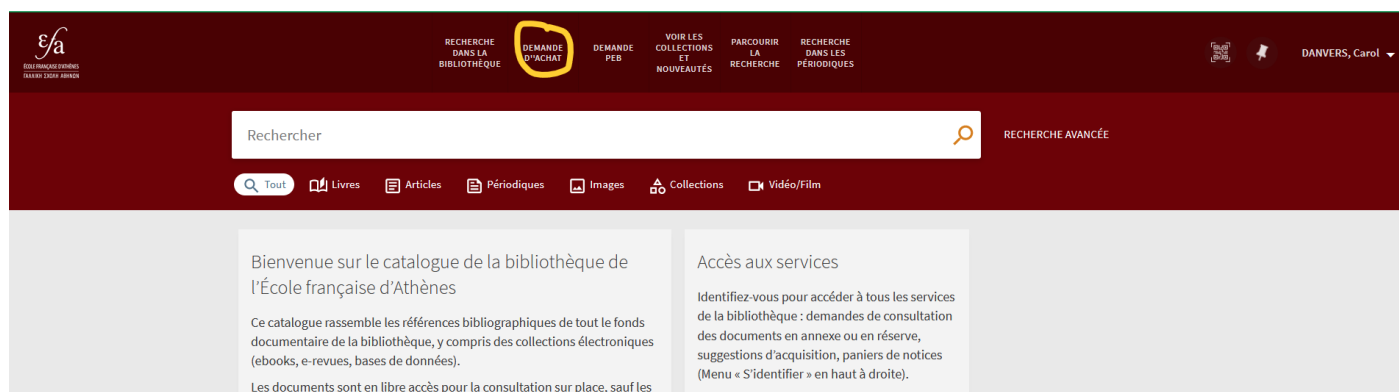 εfa
ÉCOLE FRANÇAISE D'ATHÈNES
ΓΑΛΛΙΚΗ ΣΧΟΛΗ ΑΘΗΝΩΝ
RECHERCHE
DANS LA
BIBLIOTHÈQUE
DEMANDE
D''ACHAT
DEMANDE
PEB
VOIR LES
COLLECTIONS
ET
NOUVEAUTÉS
PARCOURIR
LA
RECHERCHE
RECHERCHE
DANS LES
PÉRIODIQUES
DANVERS, Carol
Rechercher
RECHERCHE AVANCÉE
Tout
Livres
Articles
Périodiques
Images
Collections
Vidéo/Film
Bienvenue sur le catalogue de la bibliothèque de
l'École française d'Athènes
Ce catalogue rassemble les références bibliographiques de tout le fonds
documentaire de la bibliothèque, y compris des collections électroniques
(ebooks, e-revues, bases de données).
Les documents sont en libre accès pour la consultation sur place, sauf les
Accès aux services
Identifiez-vous pour accéder à tous les services
de la bibliothèque : demandes de consultation
des documents en annexe ou en réserve,
suggestions d'acquisition, paniers de notices
(Menu « S'identifier » en haut à droite).